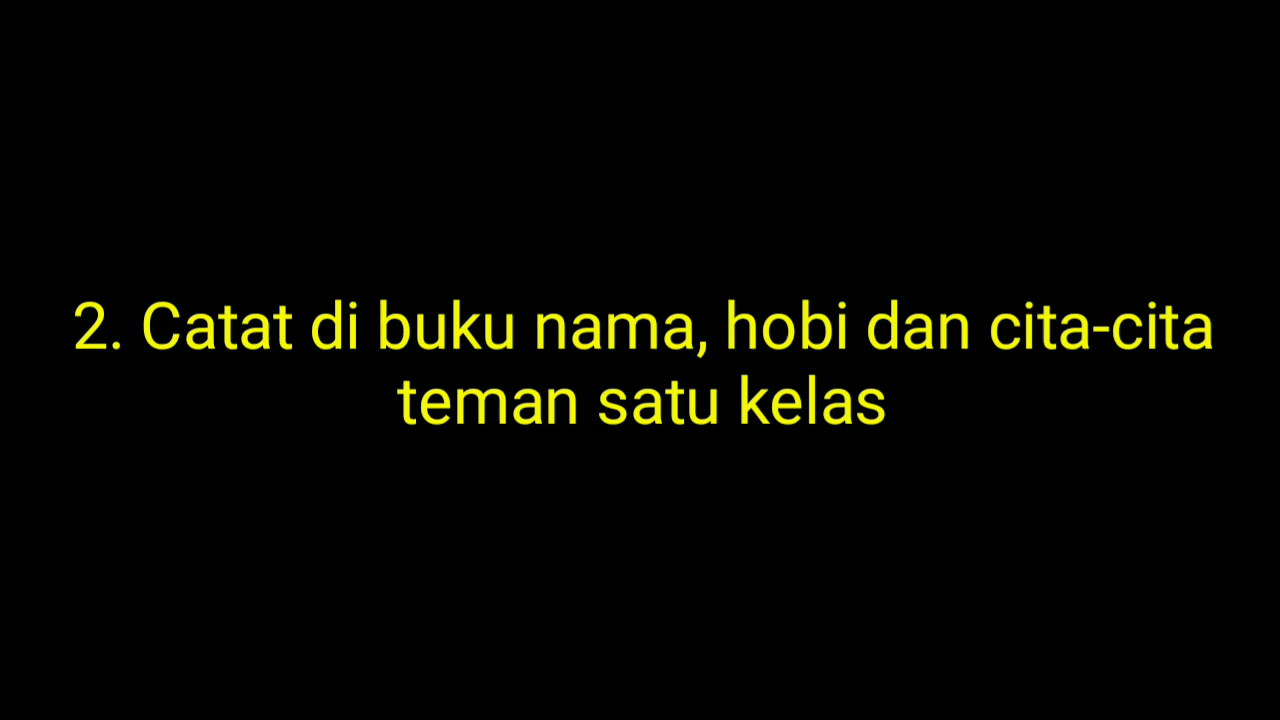 2. Catat di buku nama, hobi dan cita-cita
teman satu kelas